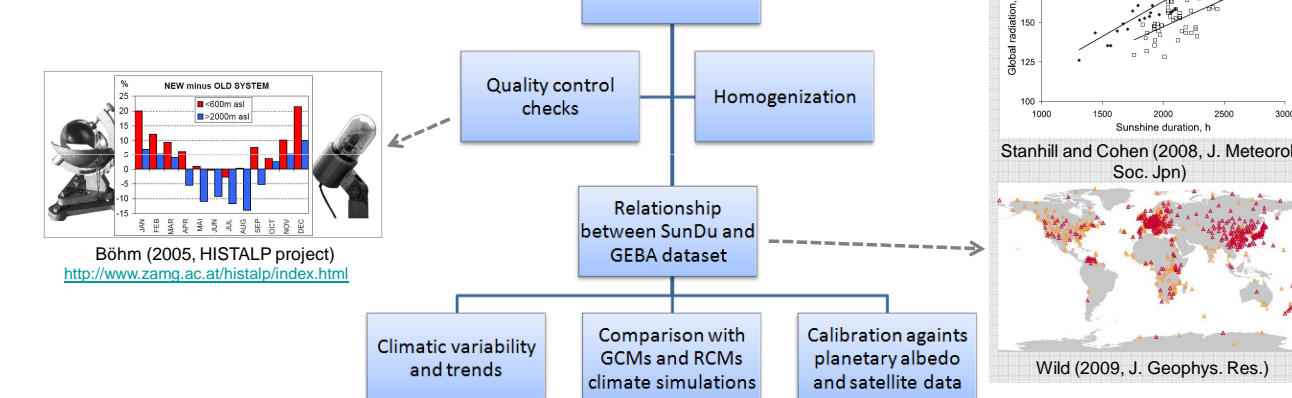 Quality control
checks
Homogenization
Relationship
between SunDu and
GEBA dataset
Climatic variability
and trends
Comparison with
GCMs and RCMs
climate simulations
Calibration againts
planetary albedo
and satellite data
%
NEW minus OLD SYSTEM
<600m asl
>2000m asl
25
20
15
10
5
0
-5
-10
-15
JAN FEB MAR APR MAI JUN JUL AUG SEP OCT NOV DEC
Böhm (2005, HISTALP project)
http://www.zamg.ac.at/histalp/index.html
Global radiation,
150
125
100
1000 1500 2000 2500 3000
Sunshine duration, h
Stanhill and Cohen (2008, J. Meteorol.
Soc. Jpn)
Wild (2009, J. Geophys. Res.)